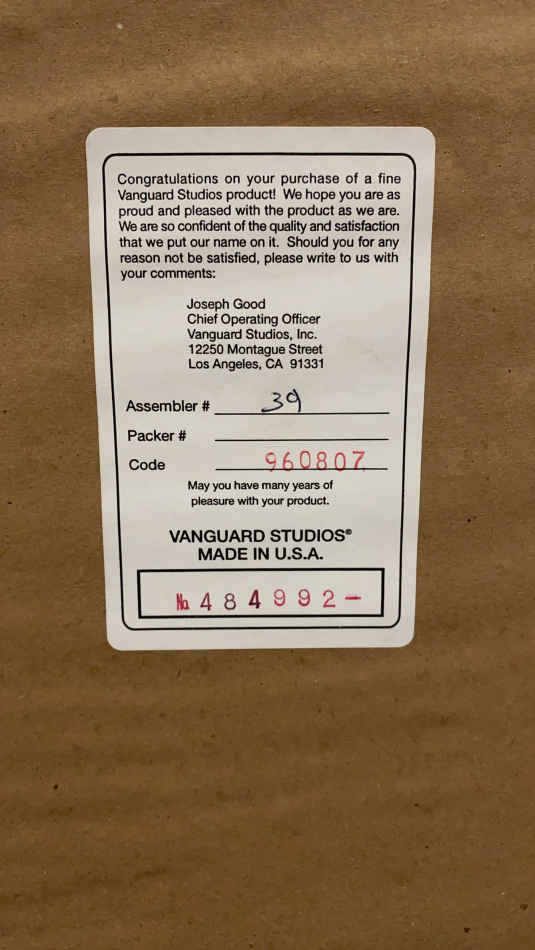 Congratulations on your purchase of a fine
Vanguard Studios product! We hope you are as
proud and pleased with the product as we are.
We are so confident of the quality and satisfaction
that we put our name on it. Should you for any
reason not be satisfied, please write to us with
your comments:
Joseph Good
Chief Operating Officer
Vanguard Studios, Inc.
12250 Montague Street
Los Angeles, CA 91331
Assembler # 39
Packer #
Code 960807
May you have many years of
pleasure with your product.
VANGUARD STUDIOS®
MADE IN U.S.A.
No 484992-